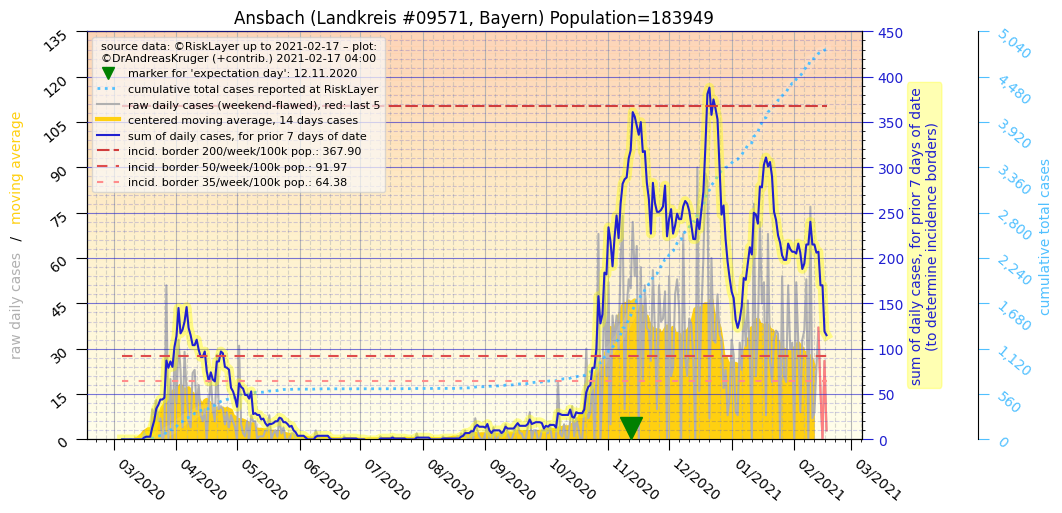 Ansbach (Landkreis #09571, Bayern) Population=183949
source data: ©RiskLayer up to 2021-02-17 – plot:
©DrAndreasKruger (+contrib.) 2021-02-17 04:00
marker for 'expectation day': 12.11.2020
cumulative total cases reported at RiskLayer
raw daily cases (weekend-flawed), red: last 5
centered moving average, 14 days cases
sum of daily cases, for prior 7 days of date
incid. border 200/week/100k pop.: 367.90
incid. border 50/week/100k pop.: 91.97
incid. border 35/week/100k pop.: 64.38
raw daily cases / moving average
135
120
105
90
75
60
45
30
15
0
03/2020
04/2020
05/2020
06/2020
07/2020
08/2020
09/2020
10/2020
11/2020
12/2020
01/2021
02/2021
03/2021
450
400
350
300
250
200
150
100
50
0
sum of daily cases, for prior 7 days of date
(to determine incidence borders)
5,040
4,480
3,920
3,360
2,800
2,240
1,680
1,120
560
0
cumulative total cases